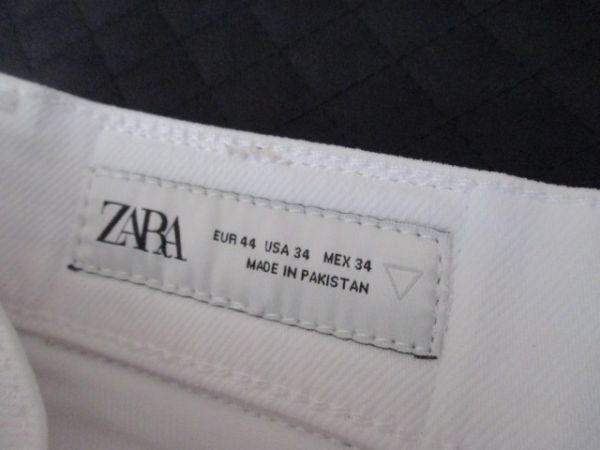 ZARA
EUR 44 USA 34 MEX 34
MADE IN PAKISTAN